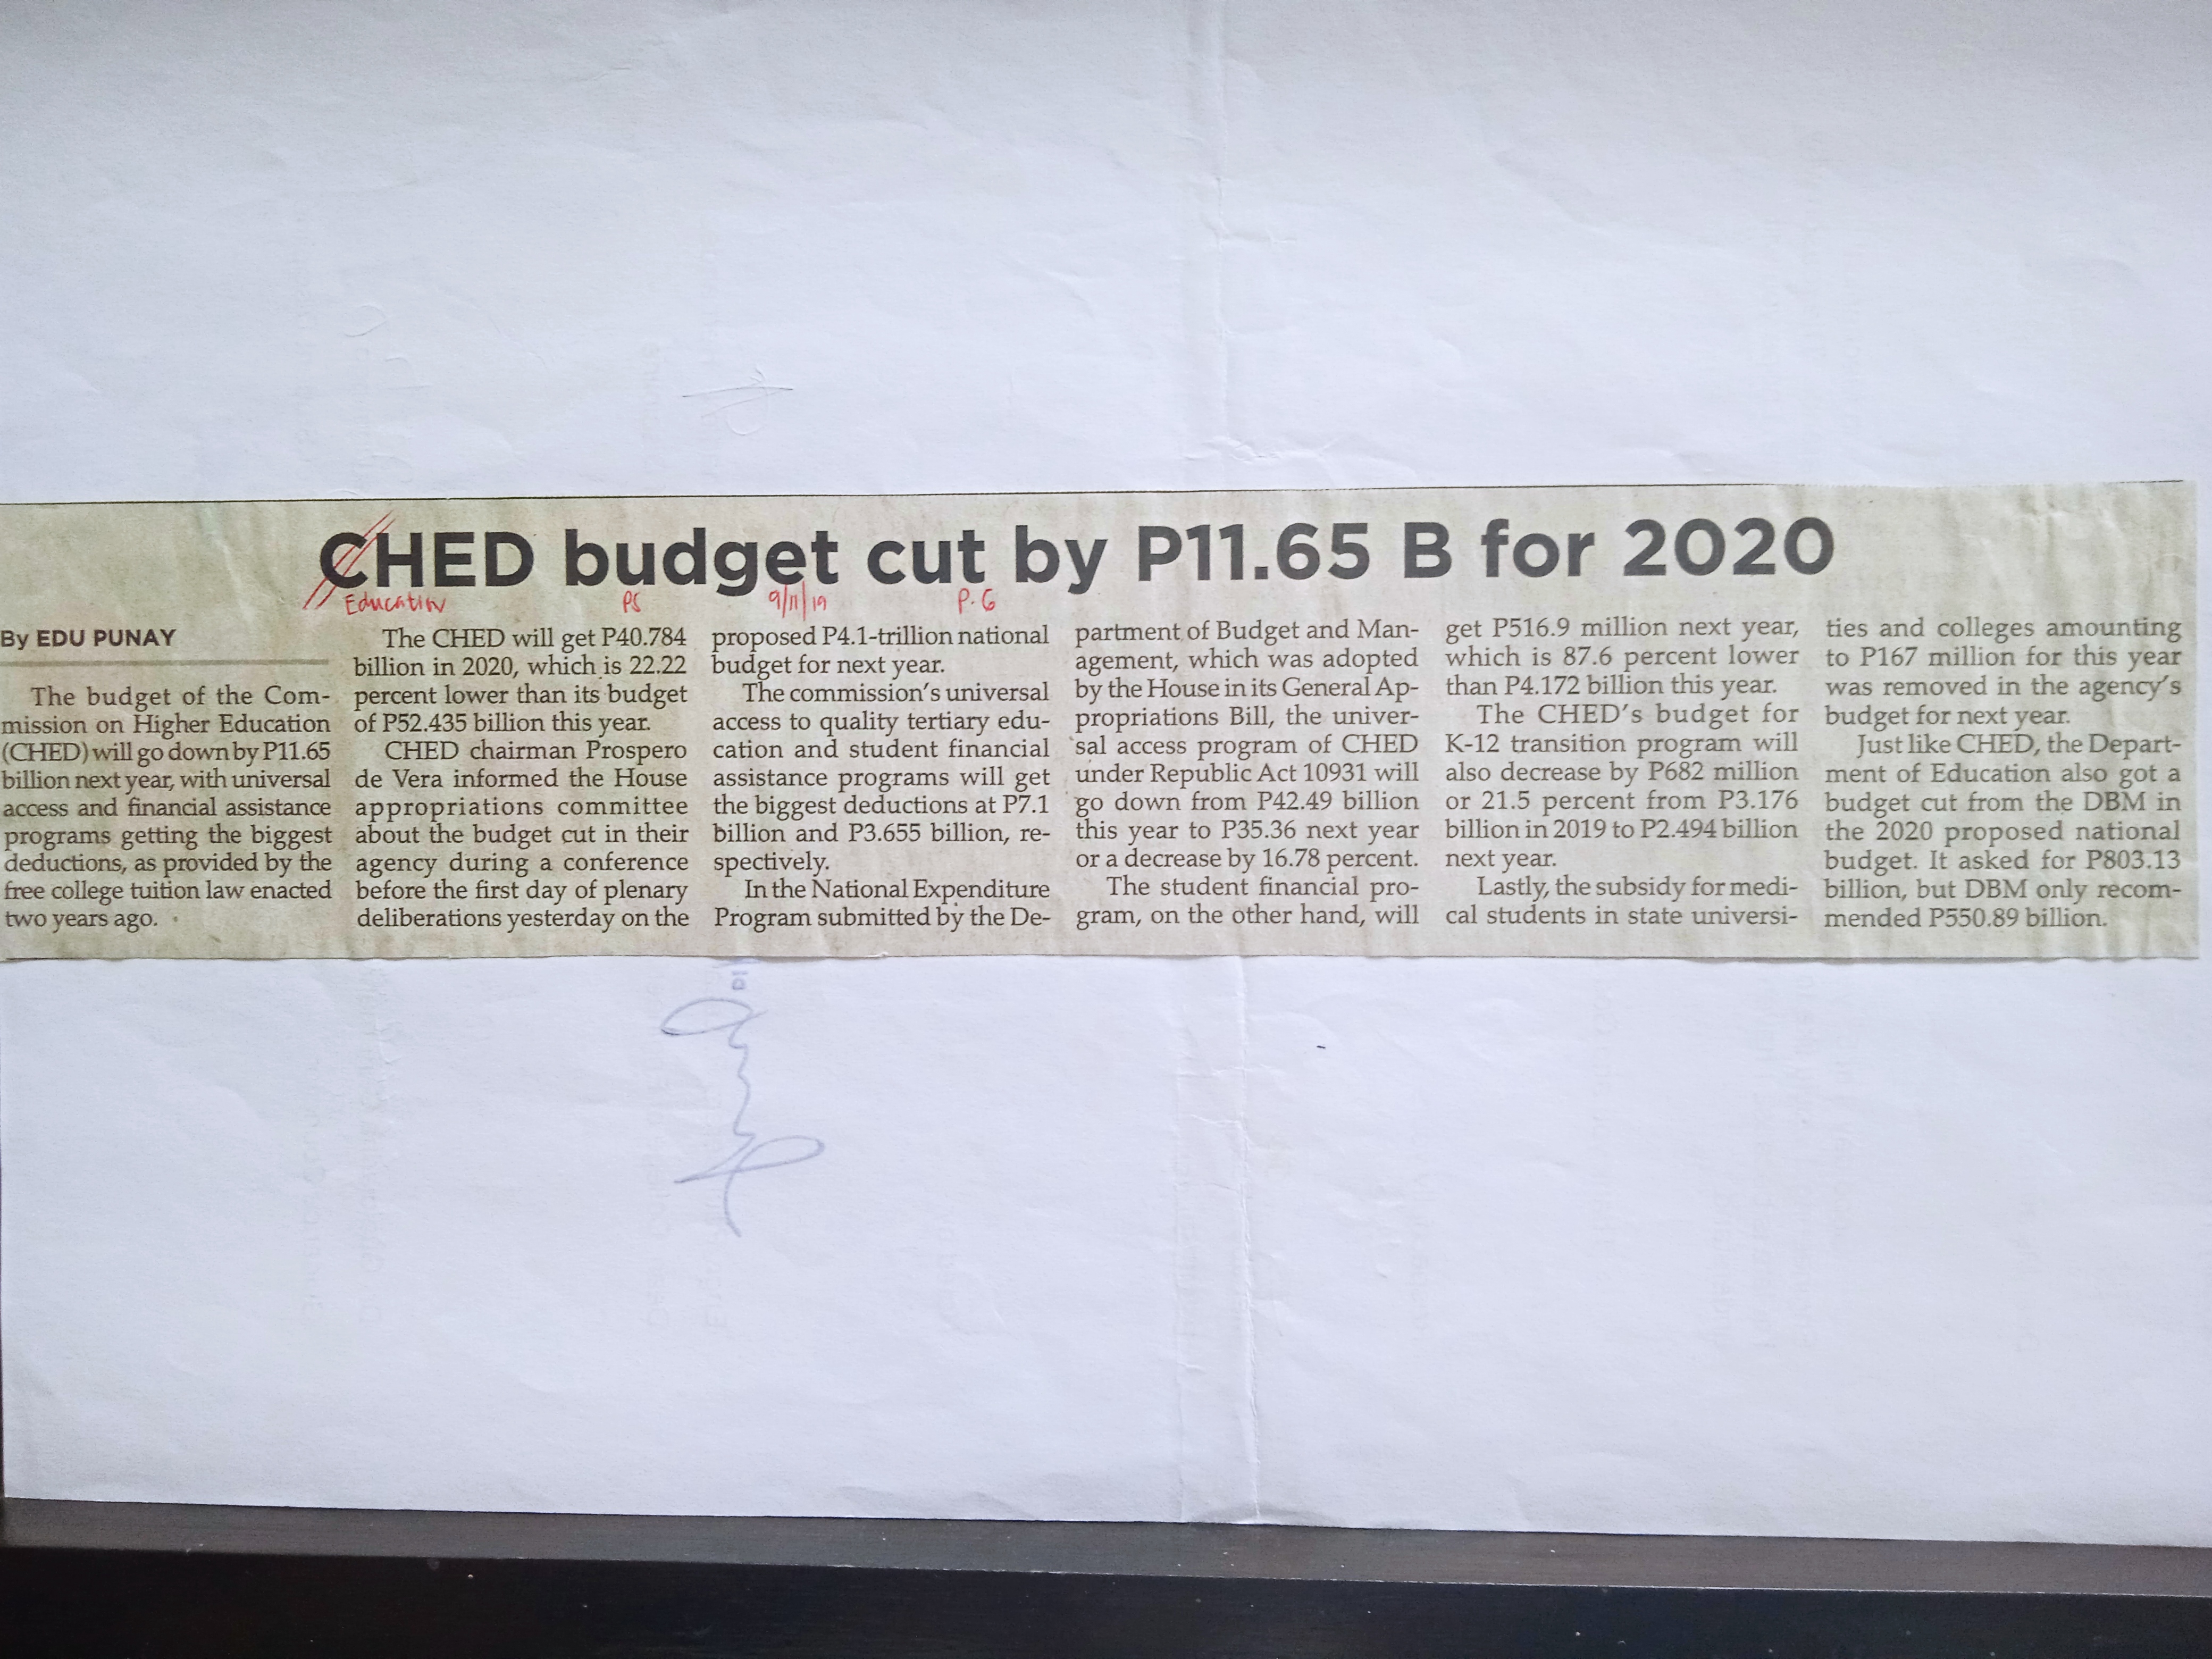 CHED budget cut by P11.65 B for 2020
Education PS 9/11/19 P. 6
By EDU PUNAY
The budget of the Com-
mission on Higher Education
(CHED) will go down by P11.65
billion next year, with universal
access and financial assistance
programs getting the biggest
deductions, as provided by the
free college tuition law enacted
two years ago.
The CHED will get P40.784
billion in 2020, which is 22.22
percent lower than its budget
of P52.435 billion this year.
CHED chairman Prospero
de Vera informed the House
appropriations committee
about the budget cut in their
agency during a conference
before the first day of plenary
deliberations yesterday on the
proposed P4.1-trillion national
budget for next year.
The commission's universal
access to quality tertiary edu-
cation and student financial
assistance programs will get
the biggest deductions at P7.1
billion and P3.655 billion, re-
spectively.
In the National Expenditure
Program submitted by the De-
partment of Budget and Man-
agement, which was adopted
by the House in its General Ap-
propriations Bill, the univer-
sal access program of CHED
under Republic Act 10931 will
go down from P42.49 billion
this year to P35.36 next year
or a decrease by 16.78 percent.
The student financial pro-
gram, on the other hand, will
get P516.9 million next year,
which is 87.6 percent lower
than P4.172 billion this year.
The CHED's budget for
K-12 transition program will
also decrease by P682 million
or 21.5 percent from P3.176
billion in 2019 to P2.494 billion
next year.
Lastly, the subsidy for medi-
cal students in state universi-
ties and colleges amounting
to P167 million for this year
was removed in the agency's
budget for next year.
Just like CHED, the Depart-
ment of Education also got a
budget cut from the DBM in
the 2020 proposed national
budget. It asked for P803.13
billion, but DBM only recom-
mended P550.89 billion.